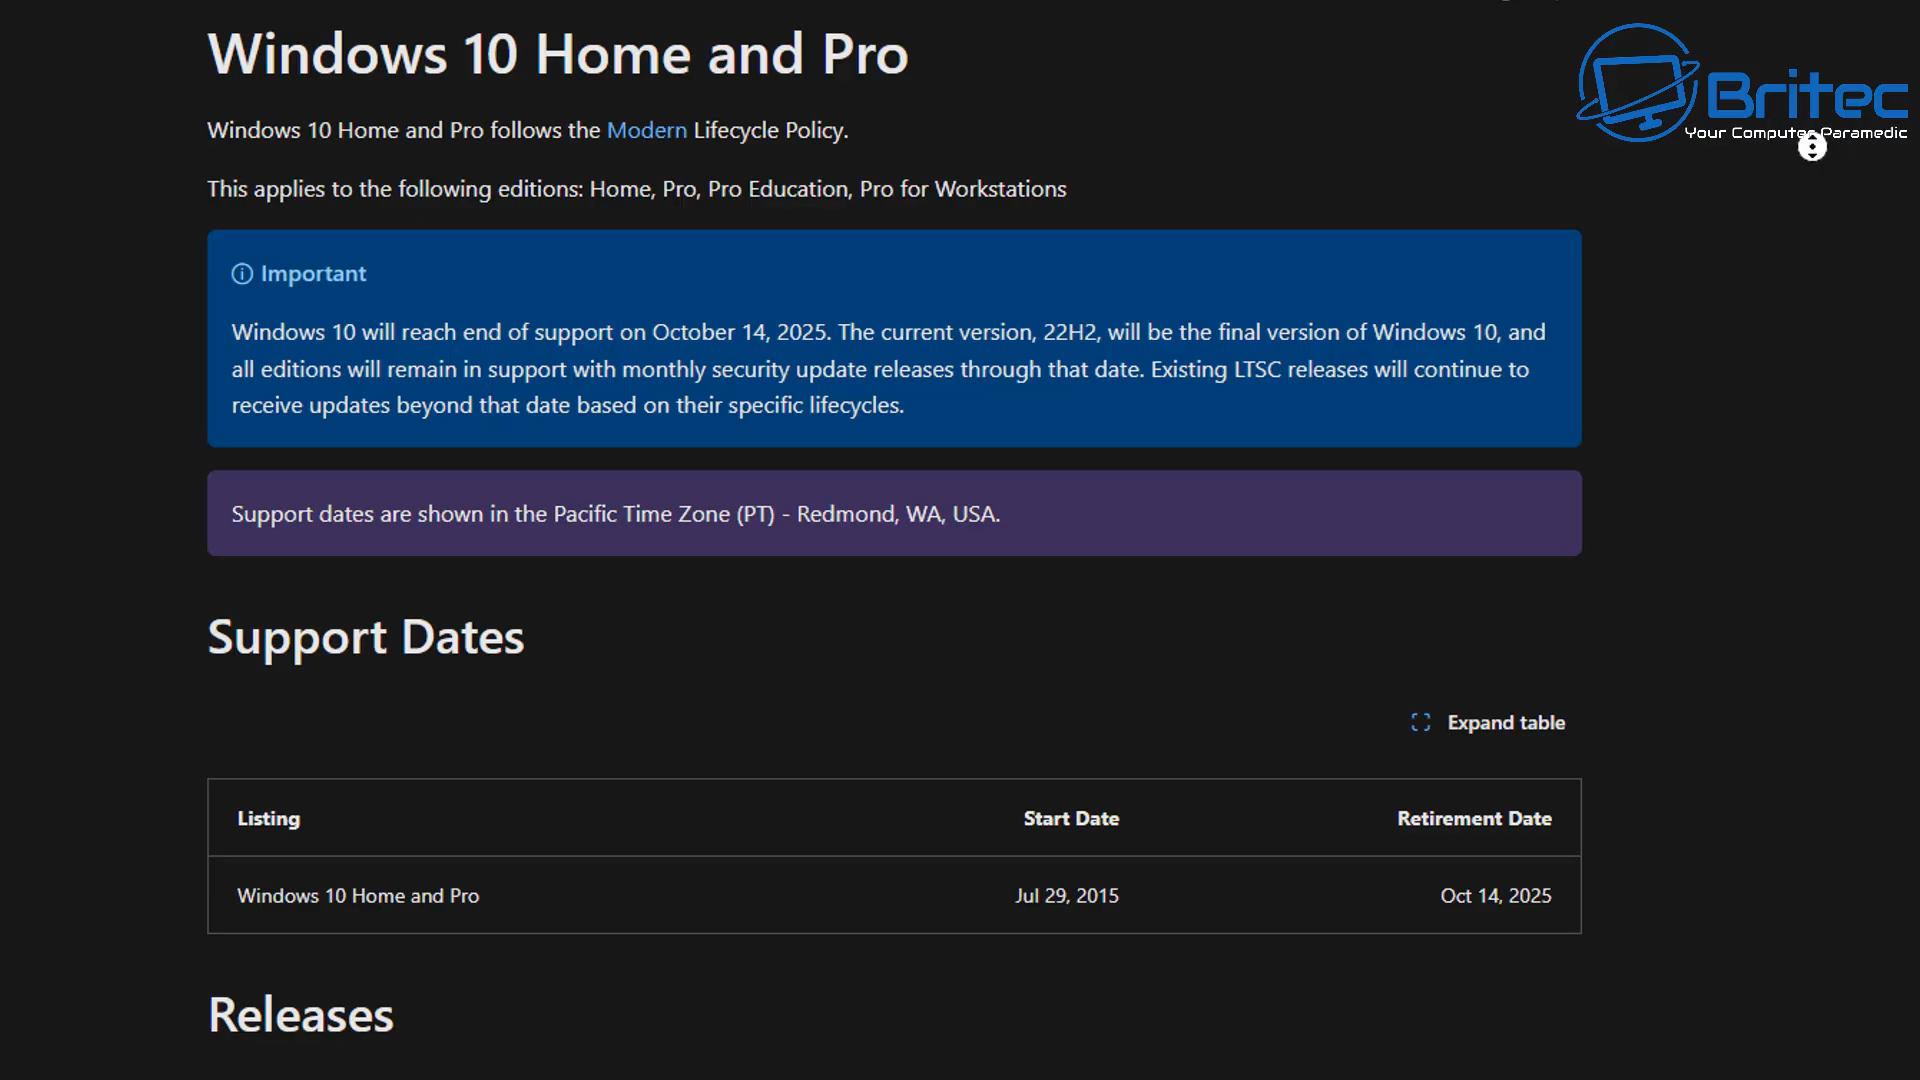 Windows 10 Home and Pro
Britec
Your Computer Paramedic
Windows 10 Home and Pro follows the Modern Lifecycle Policy.
This applies to the following editions: Home, Pro, Pro Education, Pro for Workstations
Important
Windows 10 will reach end of support on October 14, 2025. The current version, 22H2, will be the final version of Windows 10, and
all editions will remain in support with monthly security update releases through that date. Existing LTSC releases will continue to
receive updates beyond that date based on their specific lifecycles.
Support dates are shown in the Pacific Time Zone (PT) - Redmond, WA, USA.
Support Dates
Expand table
Listing Start Date Retirement Date
Windows 10 Home and Pro Jul 29, 2015 Oct 14, 2025
Releases